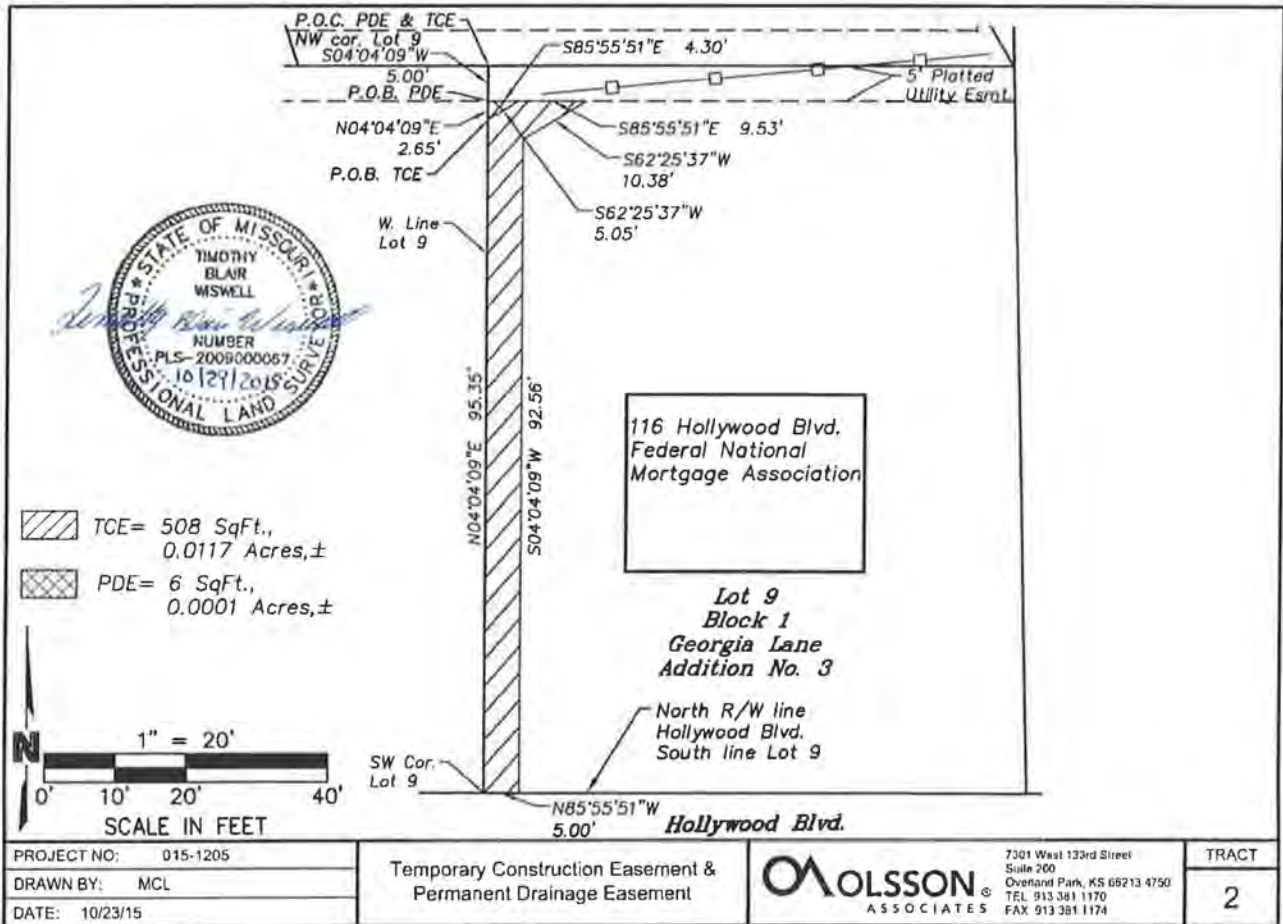 P.O.C. PDE & TCE
NW cor. Lot 9
S04°04'09"W
5.00'
P.O.B. PDE
N04°04'09"E
2.65'
P.O.B. TCE
S85°55'51"E 4.30'
5' Platted
Utility Esmt.
S85°55'51"E 9.53'
S62°25'37"W
10.38'
S62°25'37"W
5.05'
W. Line
Lot 9
STATE OF MISSOURI
TIMOTHY
BLAIR
WISWELL
NUMBER
PLS-2009000067
10/29/2015
PROFESSIONAL LAND SURVEYOR
N04°04'09"E 95.35'
S04°04'09"W 92.56'
116 Hollywood Blvd.
Federal National
Mortgage Association
TCE= 508 SqFt.,
0.0117 Acres,±
PDE= 6 SqFt.,
0.0001 Acres,±
Lot 9
Block 1
Georgia Lane
Addition No. 3
North R/W line
Hollywood Blvd.
South line Lot 9
N
1" = 20'
0' 10' 20' 40'
SCALE IN FEET
SW Cor.
Lot 9
N85°55'51"W
5.00'
Hollywood Blvd.
PROJECT NO: 015-1205
DRAWN BY: MCL
DATE: 10/23/15
Temporary Construction Easement &
Permanent Drainage Easement
OLSSON ®
ASSOCIATES
7301 West 133rd Street
Suite 200
Overland Park, KS 66213-4750
TEL 913 381 1170
FAX 913 381 1174
TRACT
2